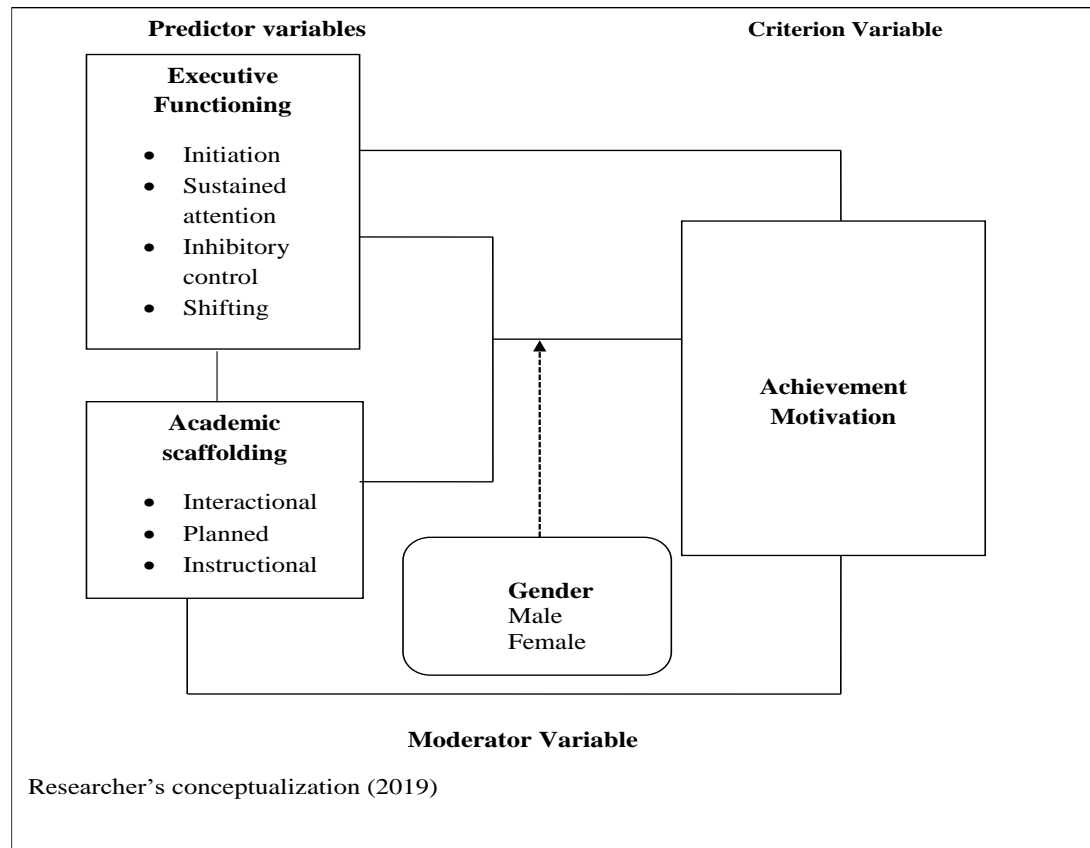 Predictor variables
Criterion Variable
Executive
Functioning
• Initiation
• Sustained
attention
• Inhibitory
control
• Shifting
Academic
scaffolding
• Interactional
• Planned
• Instructional
Achievement
Motivation
Gender
Male
Female
Moderator Variable
Researcher’s conceptualization (2019)